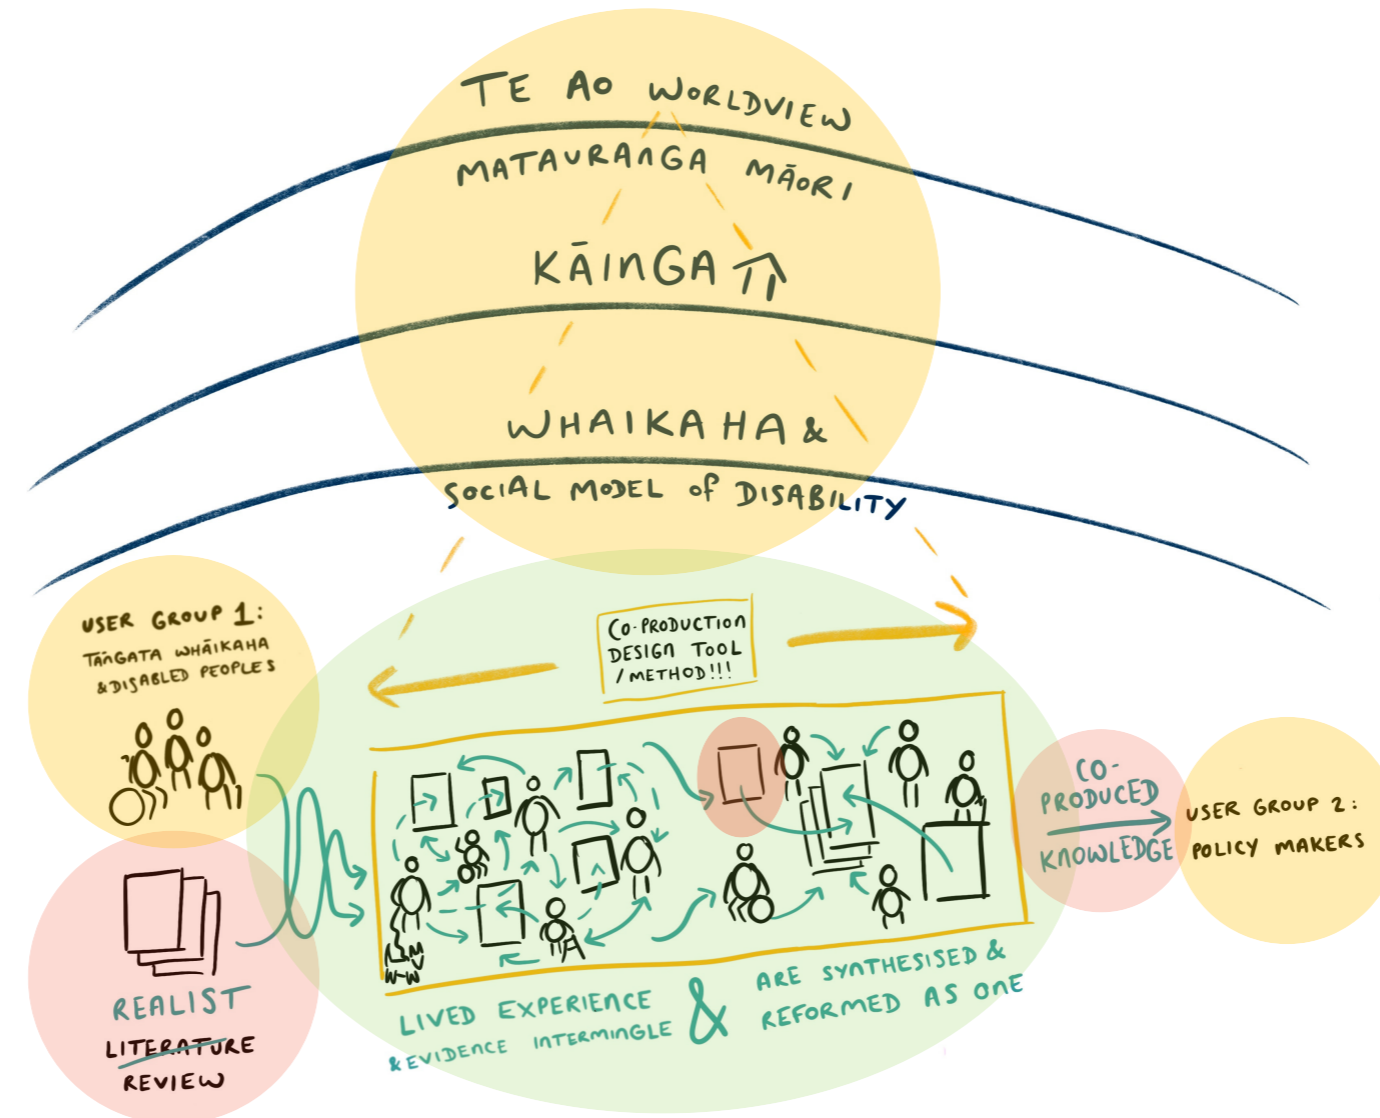 TE AO WORLDVIEW
MATAURANGA MĀORI
KĀINGA
WHAIKAHA &
SOCIAL MODEL OF DISABILITY
USER GROUP 1:
TĀNGATA WHĀIKAHA
& DISABLED PEOPLES
CO-PRODUCTION
DESIGN TOOL
/METHOD!!!
REALIST
LITERATURE
REVIEW
LIVED EXPERIENCE
& EVIDENCE INTERMINGLE
&
ARE SYNTHESISED &
REFORMED AS ONE
CO-
PRODUCED
KNOWLEDGE
USER GROUP 2:
POLICY MAKERS